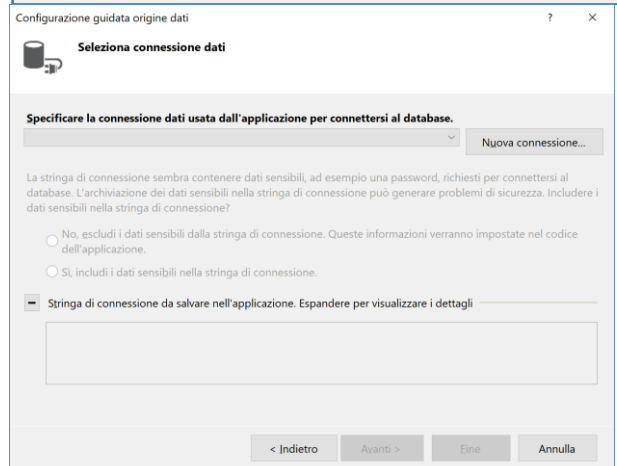 Configurazione guidata origine dati
? ×
Seleziona connessione dati
Specificare la connessione dati usata dall'applicazione per connettersi al database.
Nuova connessione...
La stringa di connessione sembra contenere dati sensibili, ad esempio una password, richiesti per connettersi al
database. L'archiviazione dei dati sensibili nella stringa di connessione può generare problemi di sicurezza. Includere i
dati sensibili nella stringa di connessione?
No, escludi i dati sensibili dalla stringa di connessione. Queste informazioni verranno impostate nel codice
dell'applicazione.
Sì, includi i dati sensibili nella stringa di connessione.
Stringa di connessione da salvare nell'applicazione. Espandere per visualizzare i dettagli
< Indietro
Avanti >
Fine
Annulla